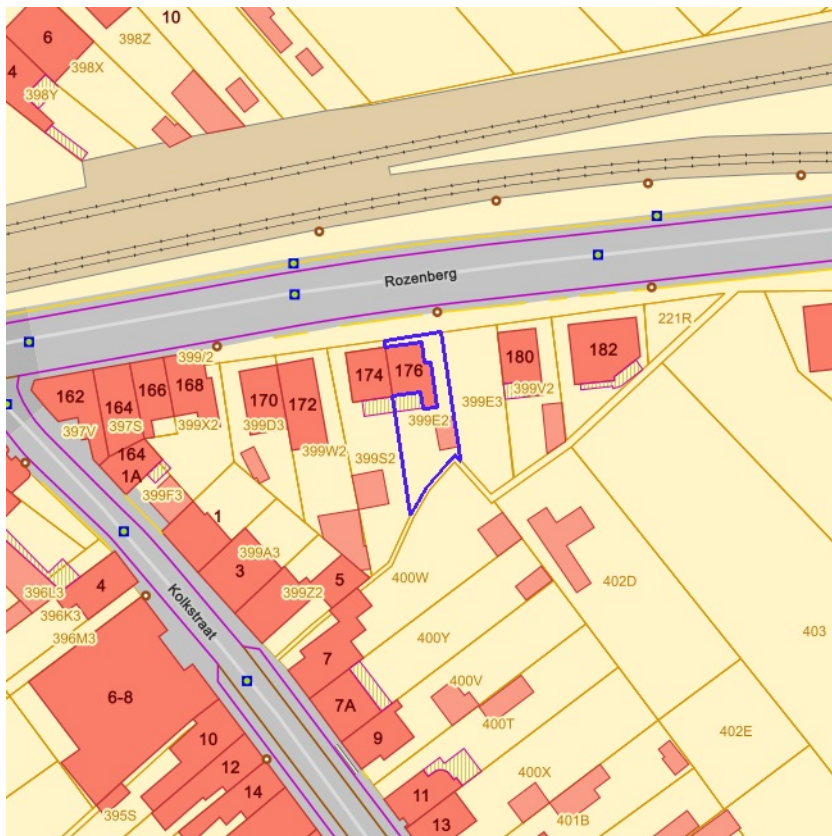 10
6
398Z
398X
4
398Y
Rozenberg
221R
399/2
182
180
174
176
166
168
162
164
170
172
399V2
399E3
399E2
397S
397V
399X2
399D3
399W2
399S2
164
1A
399F3
1
399A3
3
5
400W
402D
399Z2
4
396L3
396K3
396M3
Kolkstraat
400Y
403
7
6-8
400V
7A
400T
402E
9
10
12
400X
14
11
13
395S
401B